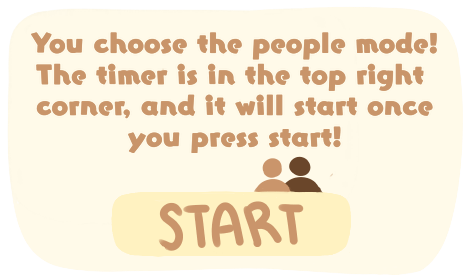 You choose the people mode!
The timer is in the top right
corner, and it will start once
you press start!
START